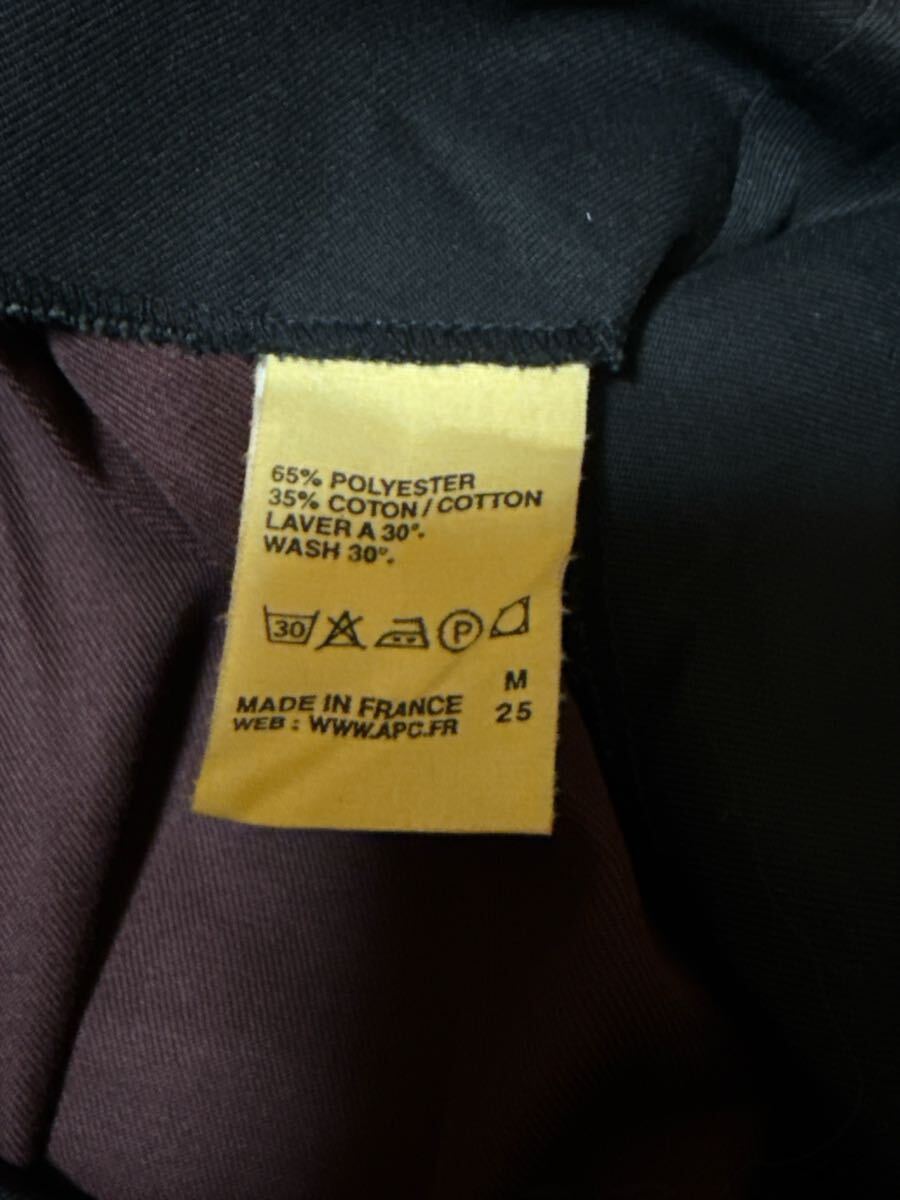 65% POLYESTER
35% COTON / COTTON
LAVER A 30°.
WASH 30°.
30 P
M
MADE IN FRANCE 25
WEB : WWW.APC.FR